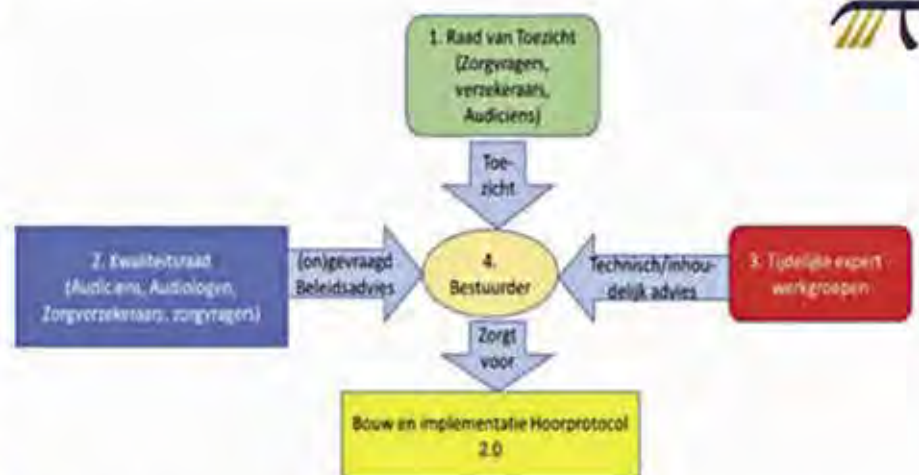 1. Raad van Toezicht
(Zorgvragers,
verzekeraars,
Audiciens)
Toe-
zicht
2. Kwaliteitsraad
(Audiciens, Audiologen,
Zorgverzekeraars, zorgvragers)
(on)gevraagd
Beleidsadvies
4.
Bestuurder
Technisch/inhou-
delijk advies
3. Tijdelijke expert
werkgroepen
Zorgt
voor
Bouw en implementatie Hoorprotocol
2.0